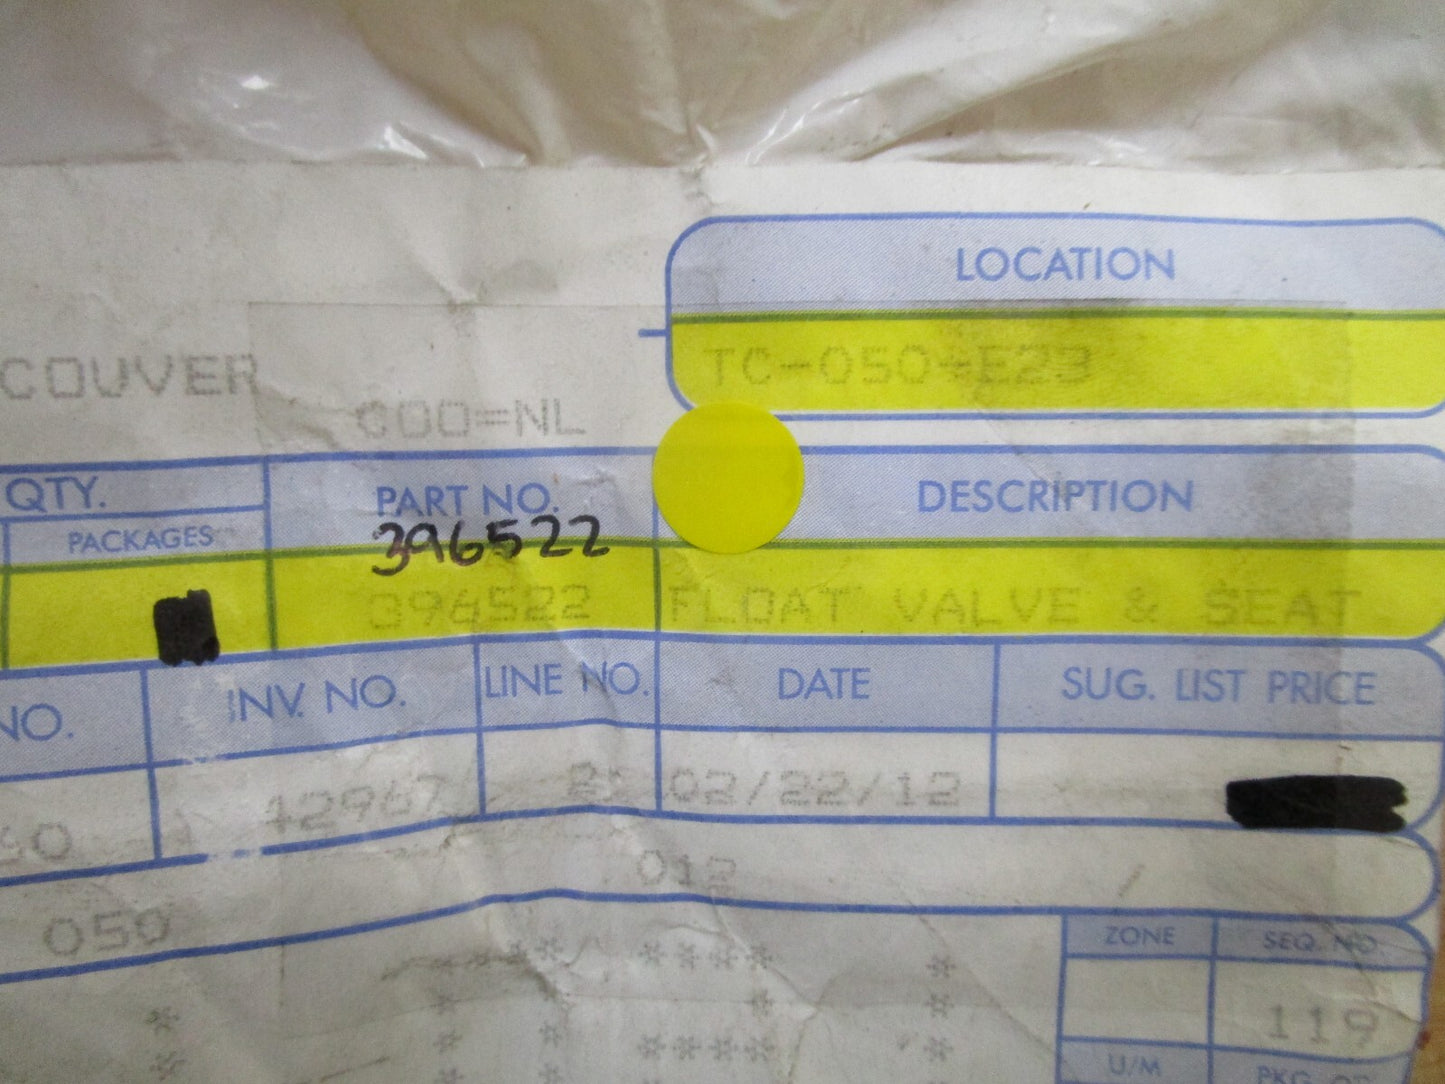 LOCATION
COUVER
TC-050-E23
COO=NL
QTY.
PART NO.
DESCRIPTION
PACKAGES
396522
396522
FLOAT VALVE & SEAT
NO.
INV. NO.
LINE NO.
DATE
SUG. LIST PRICE
42967
02/22/12
012
050
ZONE
SEQ. NO
** ****
*
119
U/M